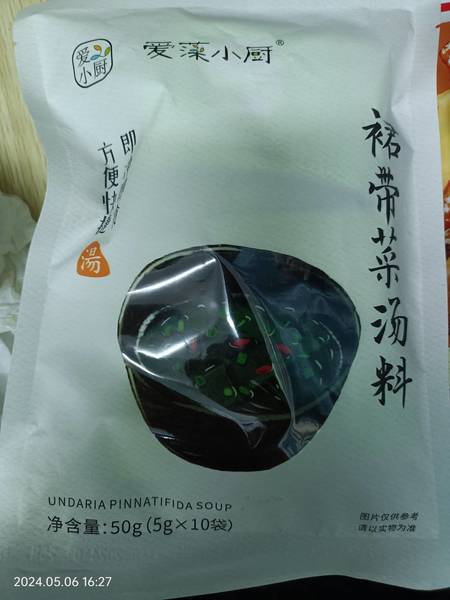 爱藻小厨®
爱
小厨
裙带菜汤料
即
方便快捷
湯
UNDARIA PINNATIFIDA SOUP
净含量:50g(5g×10袋)
图片仅供参考
请以实物为准
2024.05.06 16:27